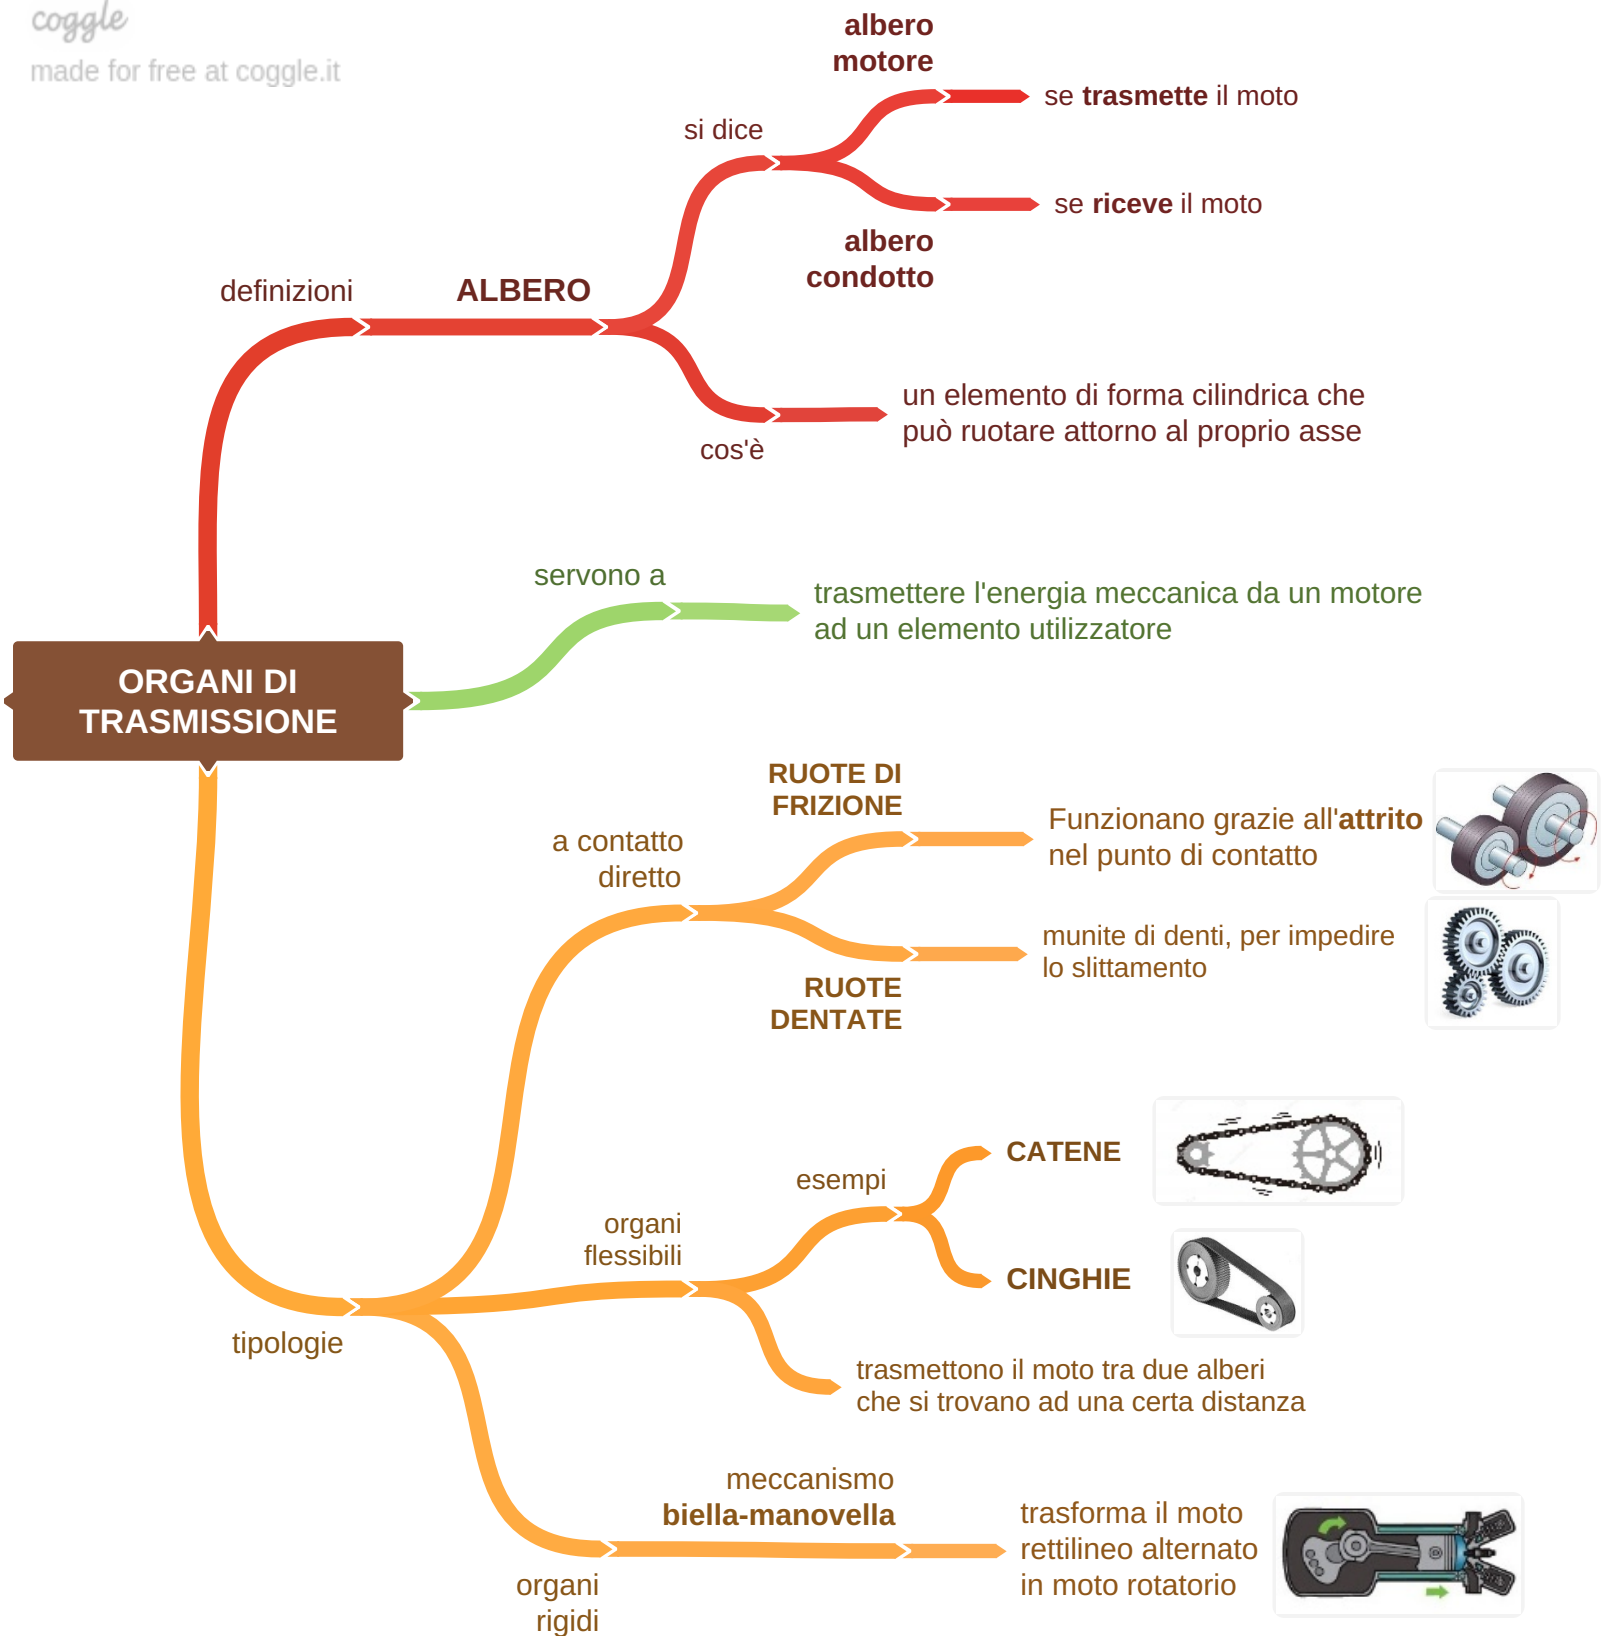 coggle
made for free at coggle.it
albero
motore
se trasmette il moto
si dice
se riceve il moto
albero
condotto
definizioni
ALBERO
un elemento di forma cilindrica che
può ruotare attorno al proprio asse
cos'è
servono a
trasmettere l'energia meccanica da un motore
ad un elemento utilizzatore
ORGANI DI
TRASMISSIONE
RUOTE DI
FRIZIONE
Funzionano grazie all'attrito
nel punto di contatto
a contatto
diretto
munite di denti, per impedire
lo slittamento
RUOTE
DENTATE
CATENE
esempi
organi
flessibili
CINGHIE
tipologie
trasmettono il moto tra due alberi
che si trovano ad una certa distanza
meccanismo
biella-manovella
trasforma il moto
rettilineo alternato
in moto rotatorio
organi
rigidi